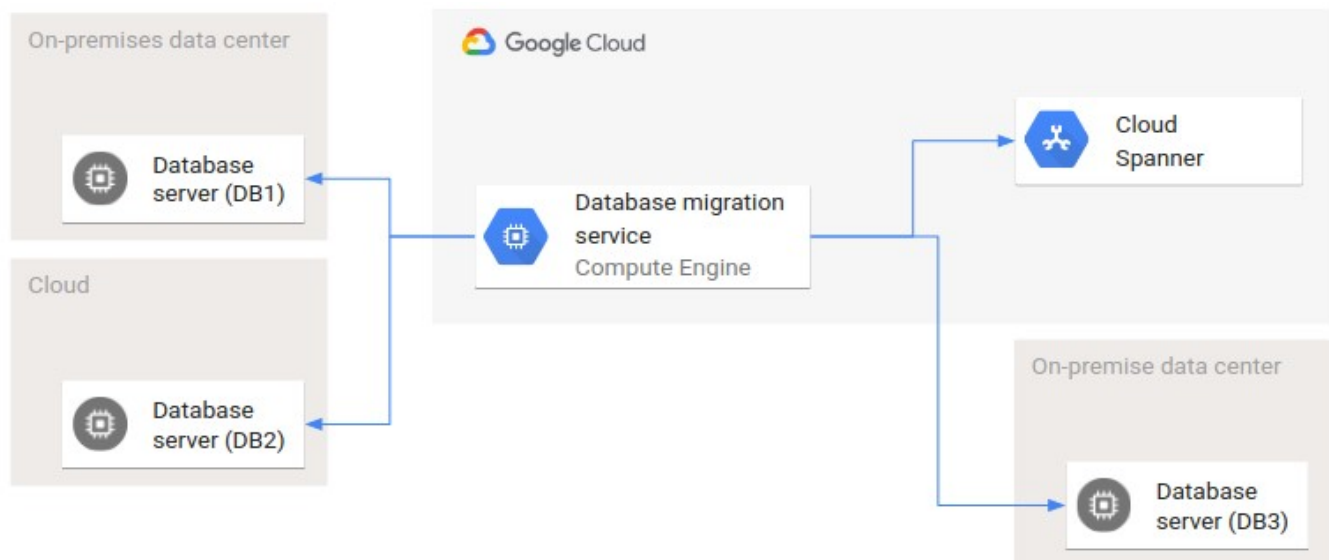 On-premises data center
Database
server (DB1)
Cloud
Database
server (DB2)
Google Cloud
Database migration
service
Compute Engine
Cloud
Spanner
On-premise data center
Database
server (DB3)